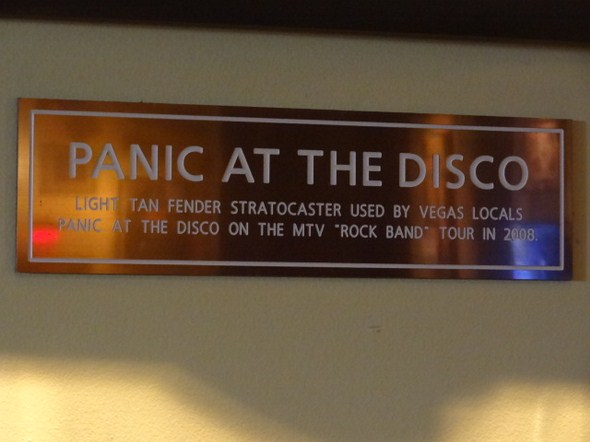 PANIC AT THE DISCO
LIGHT TAN FENDER STRATOCASTER USED BY VEGAS LOCALS
PANIC AT THE DISCO ON THE MTV "ROCK BAND" TOUR IN 2008.